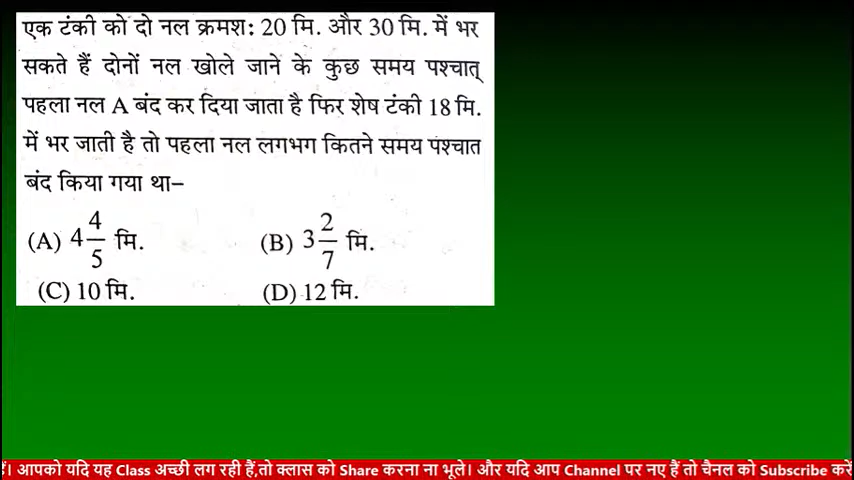 एक टंकी को दो नल क्रमश: 20 मि. और 30 मि. में भर
सकते हैं दोनों नल खोले जाने के कुछ समय पश्चात्
पहला नल A बंद कर दिया जाता है फिर शेष टंकी 18 मि.
में भर जाती है तो पहला नल लगभग कितने समय पश्चात
बंद किया गया था–
(A) 4 4/5 मि. (B) 3 2/7 मि.
(C) 10 मि. (D) 12 मि.
हैं। आपको यदि यह Class अच्छी लग रही हैं,तो क्लास को Share करना ना भूले। और यदि आप Channel पर नए हैं तो चैनल को Subscribe करें